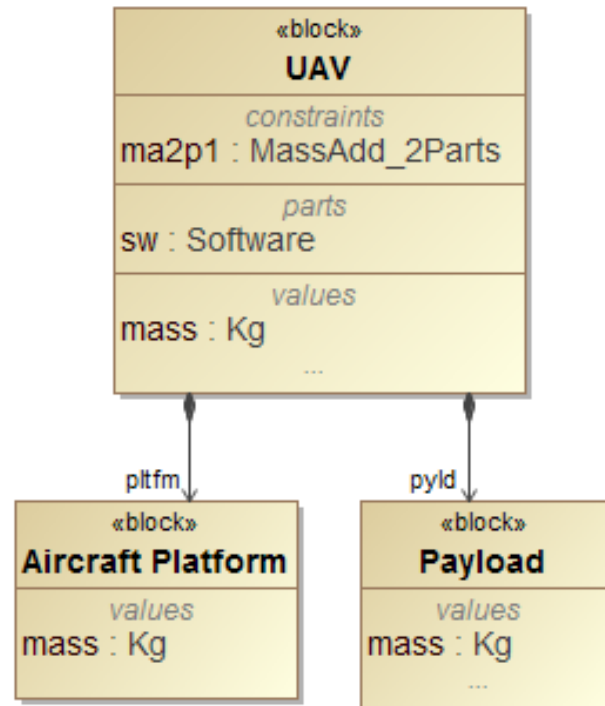 «block»
UAV
constraints
ma2p1 : MassAdd_2Parts
parts
sw : Software
values
mass : Kg
...
pltfm
pyld
«block»
Aircraft Platform
values
mass : Kg
«block»
Payload
values
mass : Kg
...